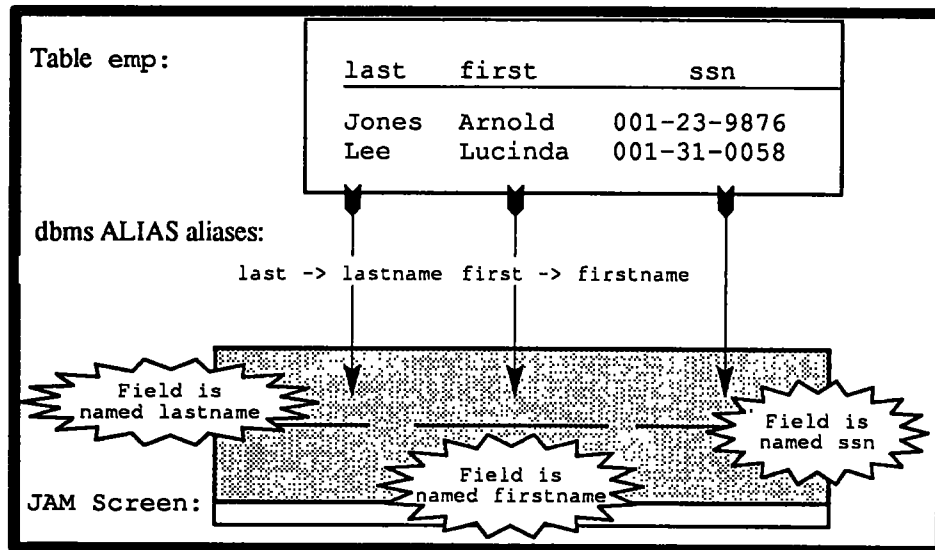 Table emp:
last first ssn
Jones Arnold 001-23-9876
Lee Lucinda 001-31-0058
dbms ALIAS aliases:
last -> lastname first -> firstname
Field is
named lastname
Field is
named ssn
Field is
named firstname
JAM Screen: